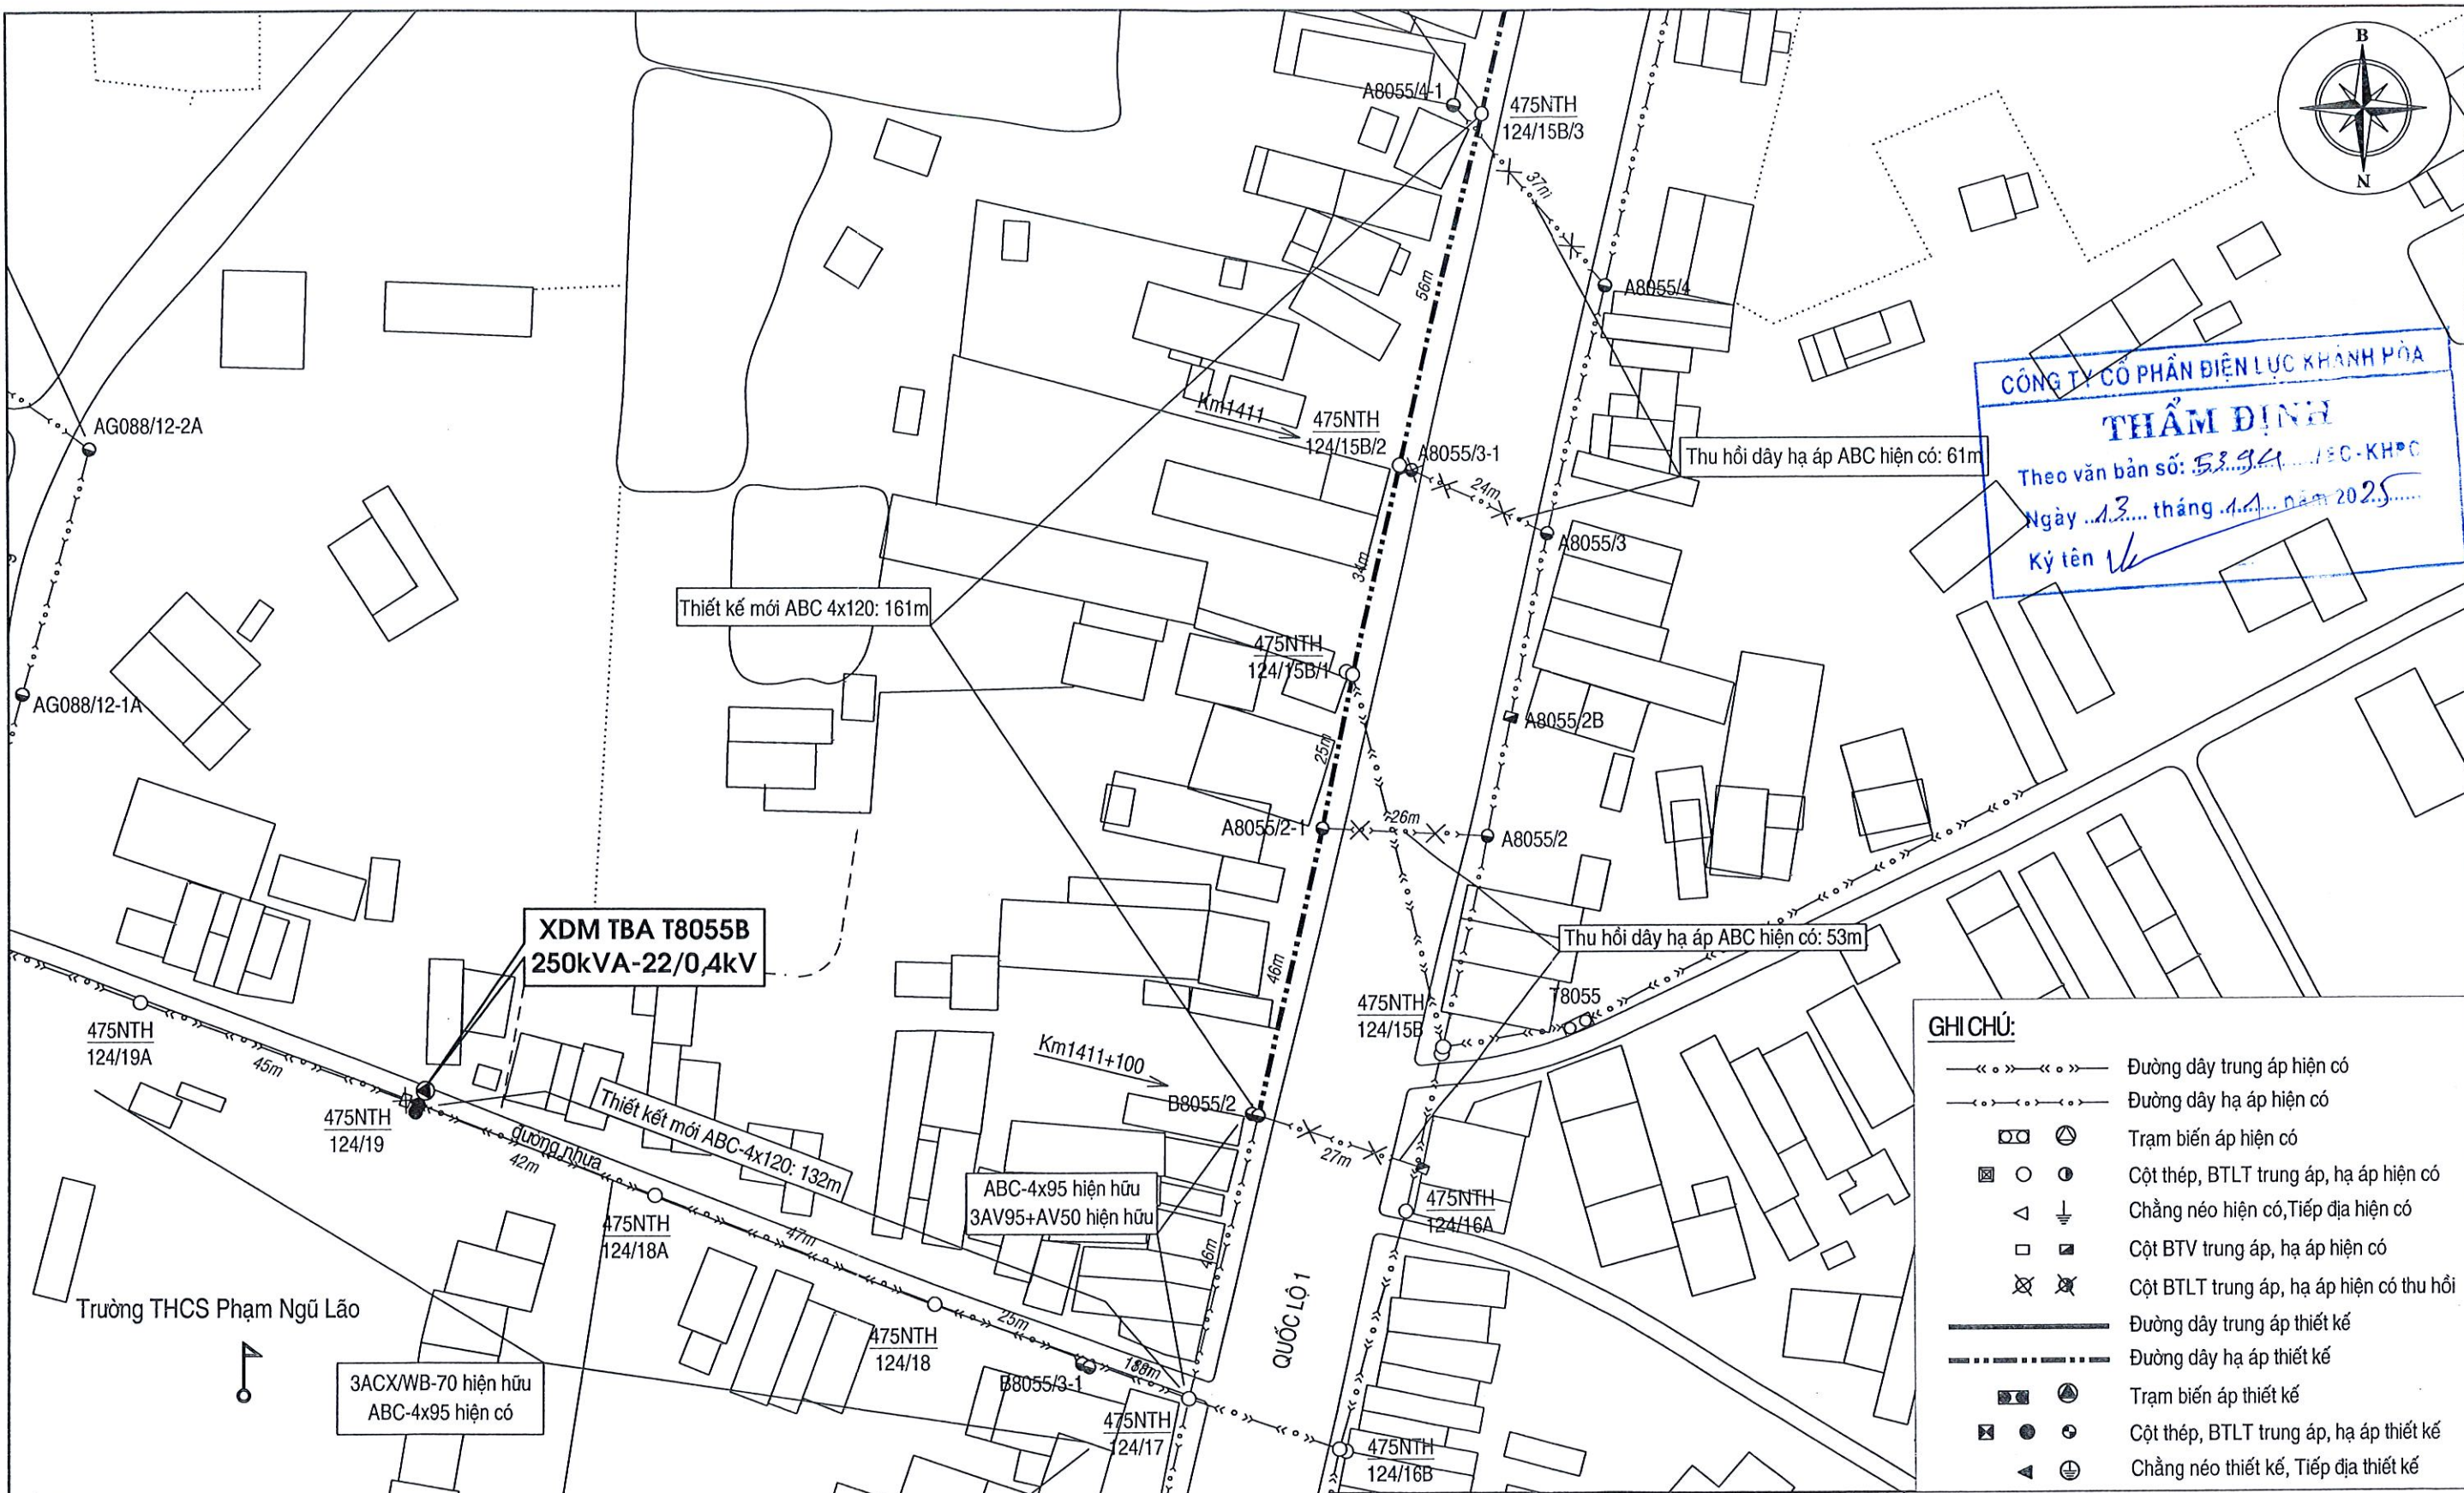 B
N
A8055/4-1
475NTH
124/15B/3
37m
A8055/4
56m
CÔNG TY CỔ PHẦN ĐIỆN LỰC KHÁNH HÒA
THẨM ĐỊNH
Theo văn bản số: 5394 /BC-KHPC
Ngày 13 tháng 11 năm 2025
Ký tên
AG088/12-2A
Km1411
475NTH
124/15B/2
A8055/3-1
24m
Thu hồi dây hạ áp ABC hiện có: 61m
A8055/3
34m
Thiết kế mới ABC 4x120: 161m
475NTH
124/15B/1
AG088/12-1A
A8055/2B
25m
A8055/2-1
26m
A8055/2
XDM TBA T8055B
250kVA-22/0,4kV
Thu hồi dây hạ áp ABC hiện có: 53m
46m
475NTH
124/15B
T8055
475NTH
124/19A
45m
Km1411+100
B8055/2
27m
475NTH
124/19
Thiết kết mới ABC-4x120: 132m
đường nhựa
42m
ABC-4x95 hiện hữu
3AV95+AV50 hiện hữu
475NTH
124/16A
475NTH
124/18A
47m
46m
QUỐC LỘ 1
Trường THCS Phạm Ngũ Lão
475NTH
124/18
25m
B8055/3-1
3ACX/WB-70 hiện hữu
ABC-4x95 hiện có
475NTH
124/17
475NTH
124/16B
GHI CHÚ:
Đường dây trung áp hiện có
Đường dây hạ áp hiện có
Trạm biến áp hiện có
Cột thép, BTLT trung áp, hạ áp hiện có
Chằng néo hiện có,Tiếp địa hiện có
Cột BTV trung áp, hạ áp hiện có
Cột BTLT trung áp, hạ áp hiện có thu hồi
Đường dây trung áp thiết kế
Đường dây hạ áp thiết kế
Trạm biến áp thiết kế
Cột thép, BTLT trung áp, hạ áp thiết kế
Chằng néo thiết kế, Tiếp địa thiết kế